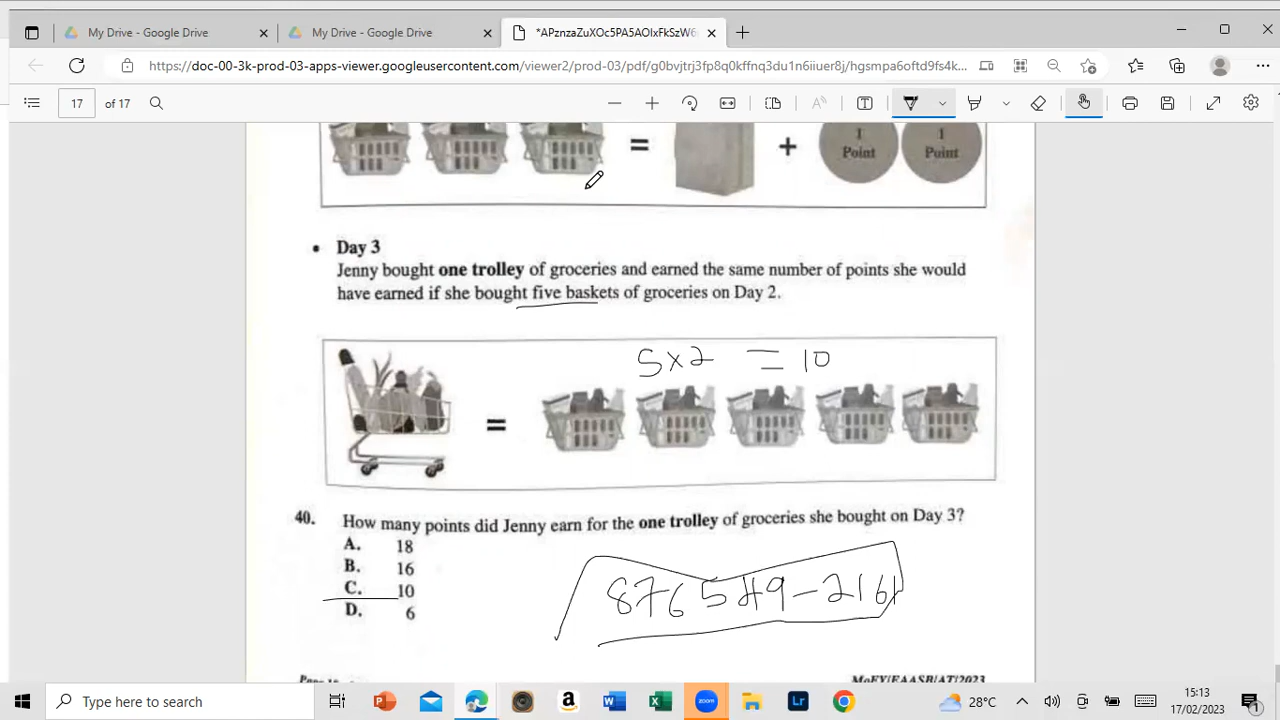 My Drive - Google Drive
My Drive - Google Drive
*APznzaZuXOc5PA5AOIxFkSzW6
https://doc-00-3k-prod-03-apps-viewer.googleusercontent.com/viewer2/prod-03/pdf/g0bvjtrj3fp8q0kffnq3du1n6iiuer8j/hgsmpa6oftd9fs4k...
17 of 17
= + 1 Point 1 Point
• Day 3
Jenny bought one trolley of groceries and earned the same number of points she would
have earned if she bought five baskets of groceries on Day 2.
5x2 = 10
=
40. How many points did Jenny earn for the one trolley of groceries she bought on Day 3?
A. 18
B. 16
C. 10
D. 6
Type here to search
28°C
15:13
17/02/2023